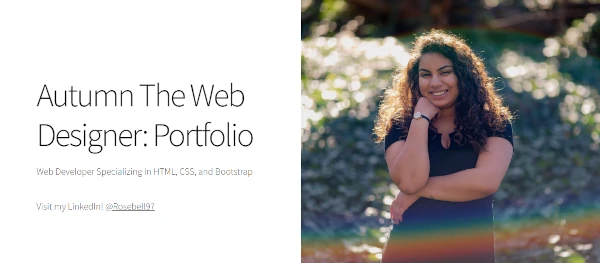 Autumn The Web
Designer: Portfolio
Web Developer Specializing In HTML, CSS, and Bootstrap
Visit my LinkedIn! @Rosebell97